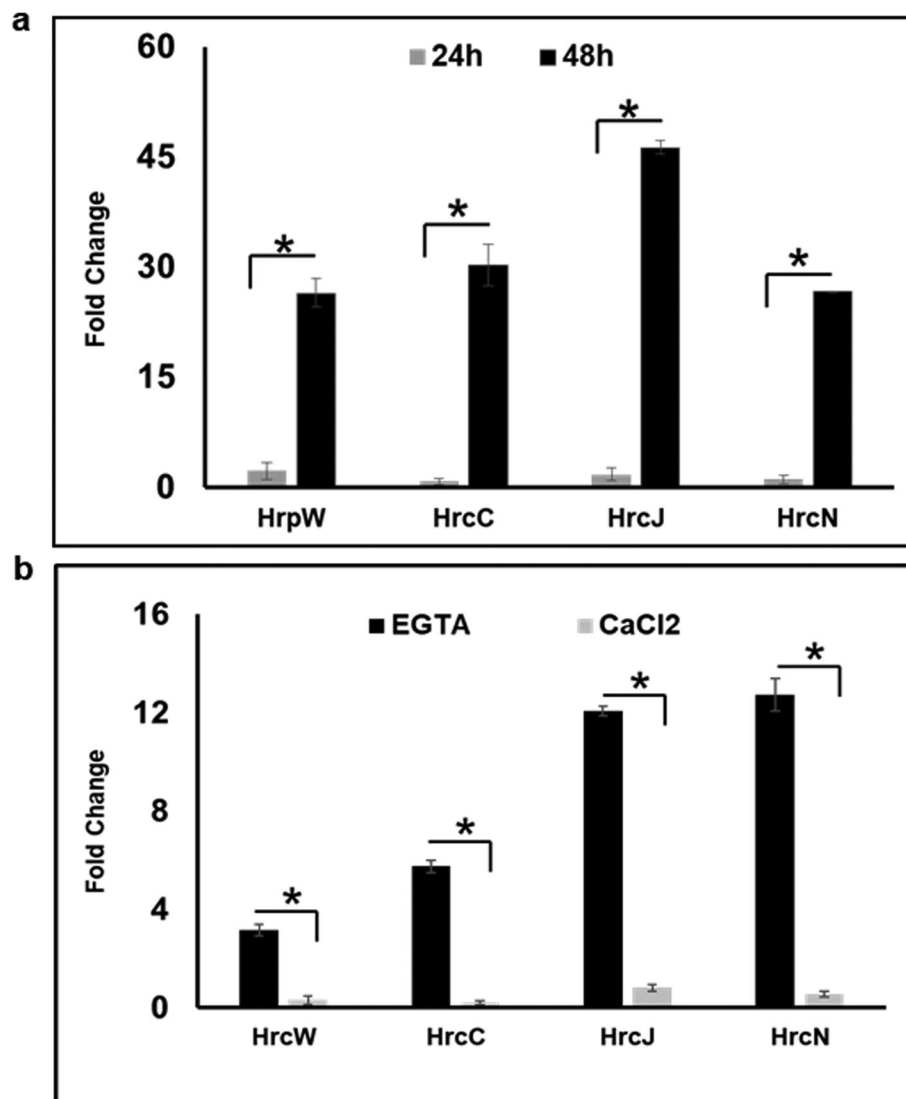 a
60
24h 48h
*
45
*
*
*
30
15
0
Fold Change
HrpW HrcC HrcJ HrcN
b
16
EGTA CaCl2
*
*
12
8
*
4
*
0
Fold Change
HrcW HrcC HrcJ HrcN